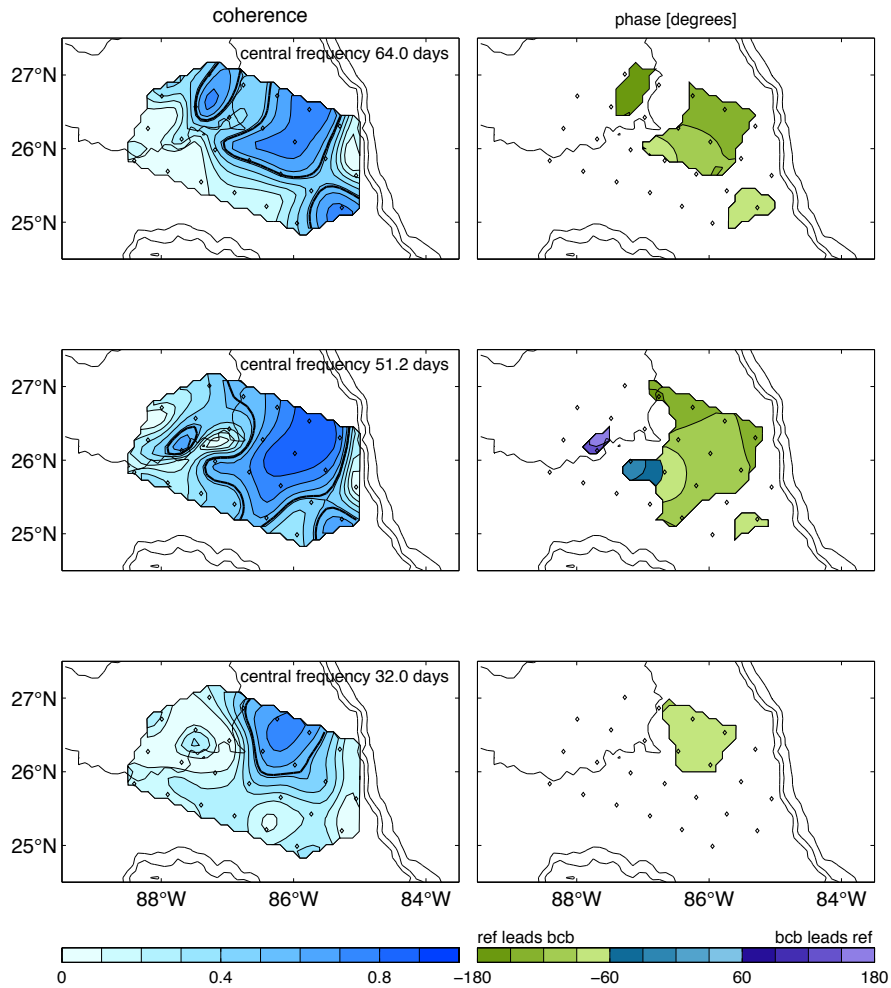 coherence
phase [degrees]
central frequency 64.0 days
27°N
26°N
25°N
central frequency 51.2 days
27°N
26°N
25°N
central frequency 32.0 days
27°N
26°N
25°N
88°W
86°W
84°W
88°W
86°W
84°W
ref leads bcb
bcb leads ref
0
0.4
0.8
−180
−60
60
180